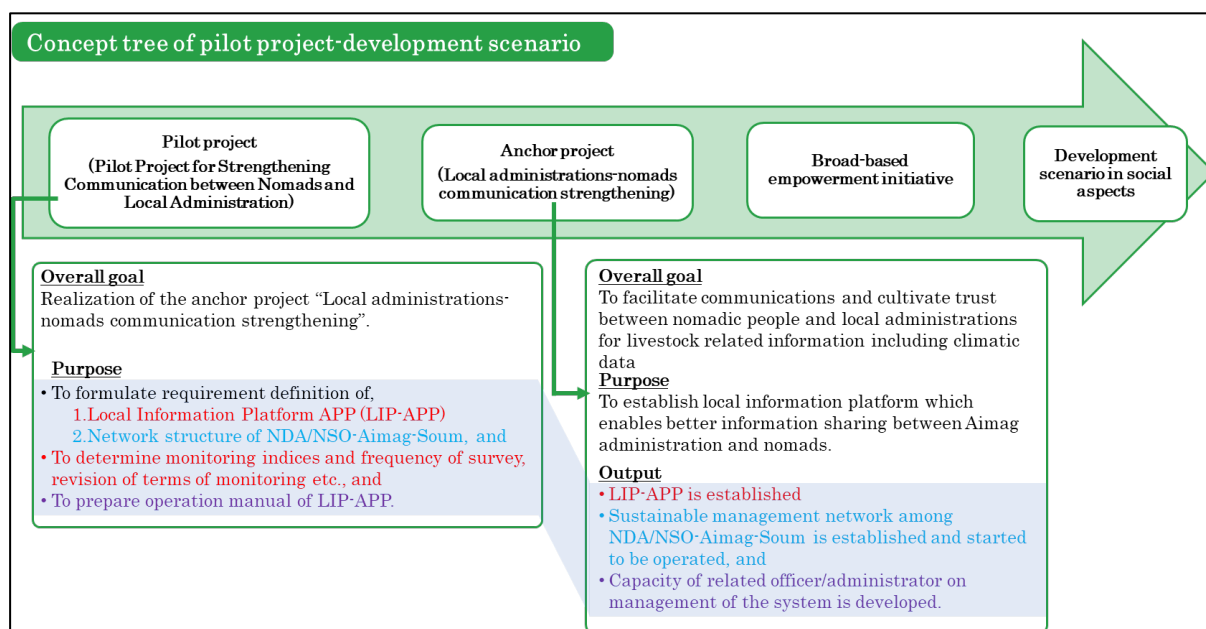 Concept tree of pilot project-development scenario
Pilot project
(Pilot Project for Strengthening
Communication between Nomads and
Local Administration)
Anchor project
(Local administrations-nomads
communication strengthening)
Broad-based
empowerment initiative
Development
scenario in social
aspects
Overall goal
Realization of the anchor project “Local administrations-
nomads communication strengthening”.
Purpose
• To formulate requirement definition of,
1.Local Information Platform APP (LIP-APP)
2.Network structure of NDA/NSO-Aimag-Soum, and
• To determine monitoring indices and frequency of survey,
revision of terms of monitoring etc., and
• To prepare operation manual of LIP-APP.
Overall goal
To facilitate communications and cultivate trust
between nomadic people and local administrations
for livestock related information including climatic
data
Purpose
To establish local information platform which
enables better information sharing between Aimag
administration and nomads.
Output
• LIP-APP is established
• Sustainable management network among
NDA/NSO-Aimag-Soum is established and started
to be operated, and
• Capacity of related officer/administrator on
management of the system is developed.